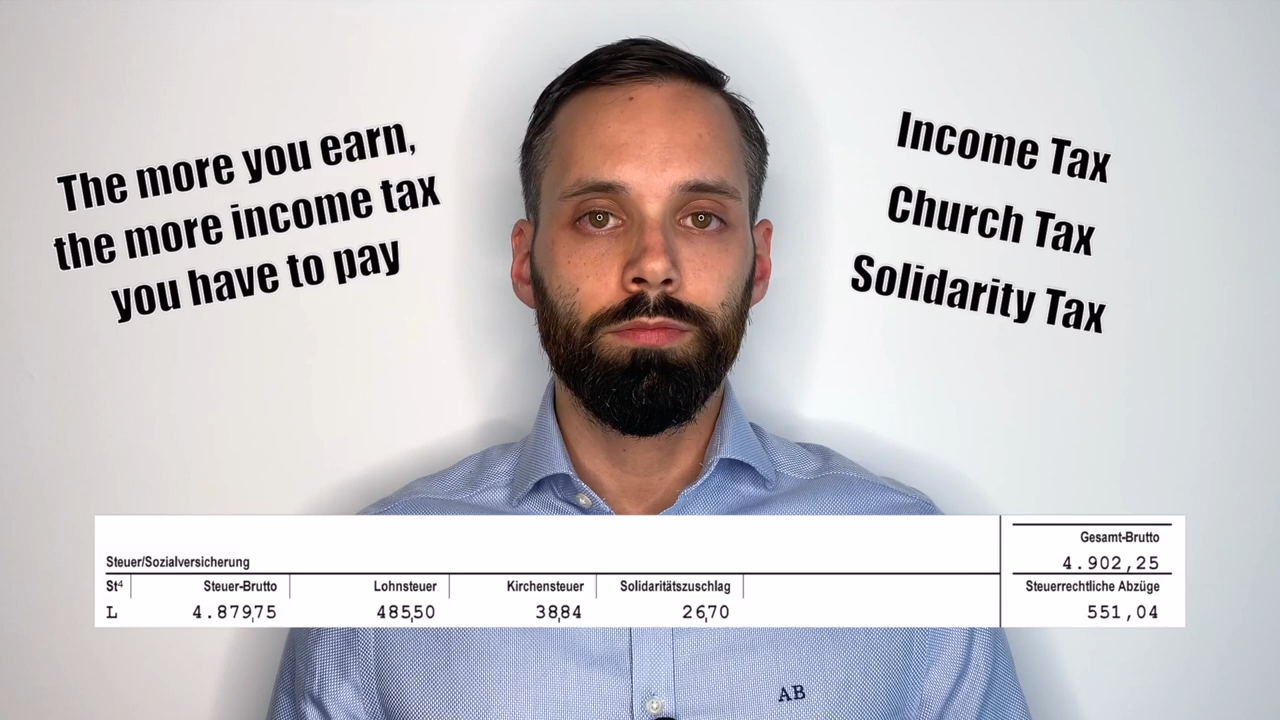 The more you earn,
the more income tax
you have to pay
Income Tax
Church Tax
Solidarity Tax
Gesamt-Brutto
4.902,25
Steuer/Sozialversicherung
St⁴ Steuer-Brutto Lohnsteuer Kirchensteuer Solidaritätszuschlag Steuerrechtliche Abzüge
L 4.879,75 485,50 38,84 26,70 551,04
AB